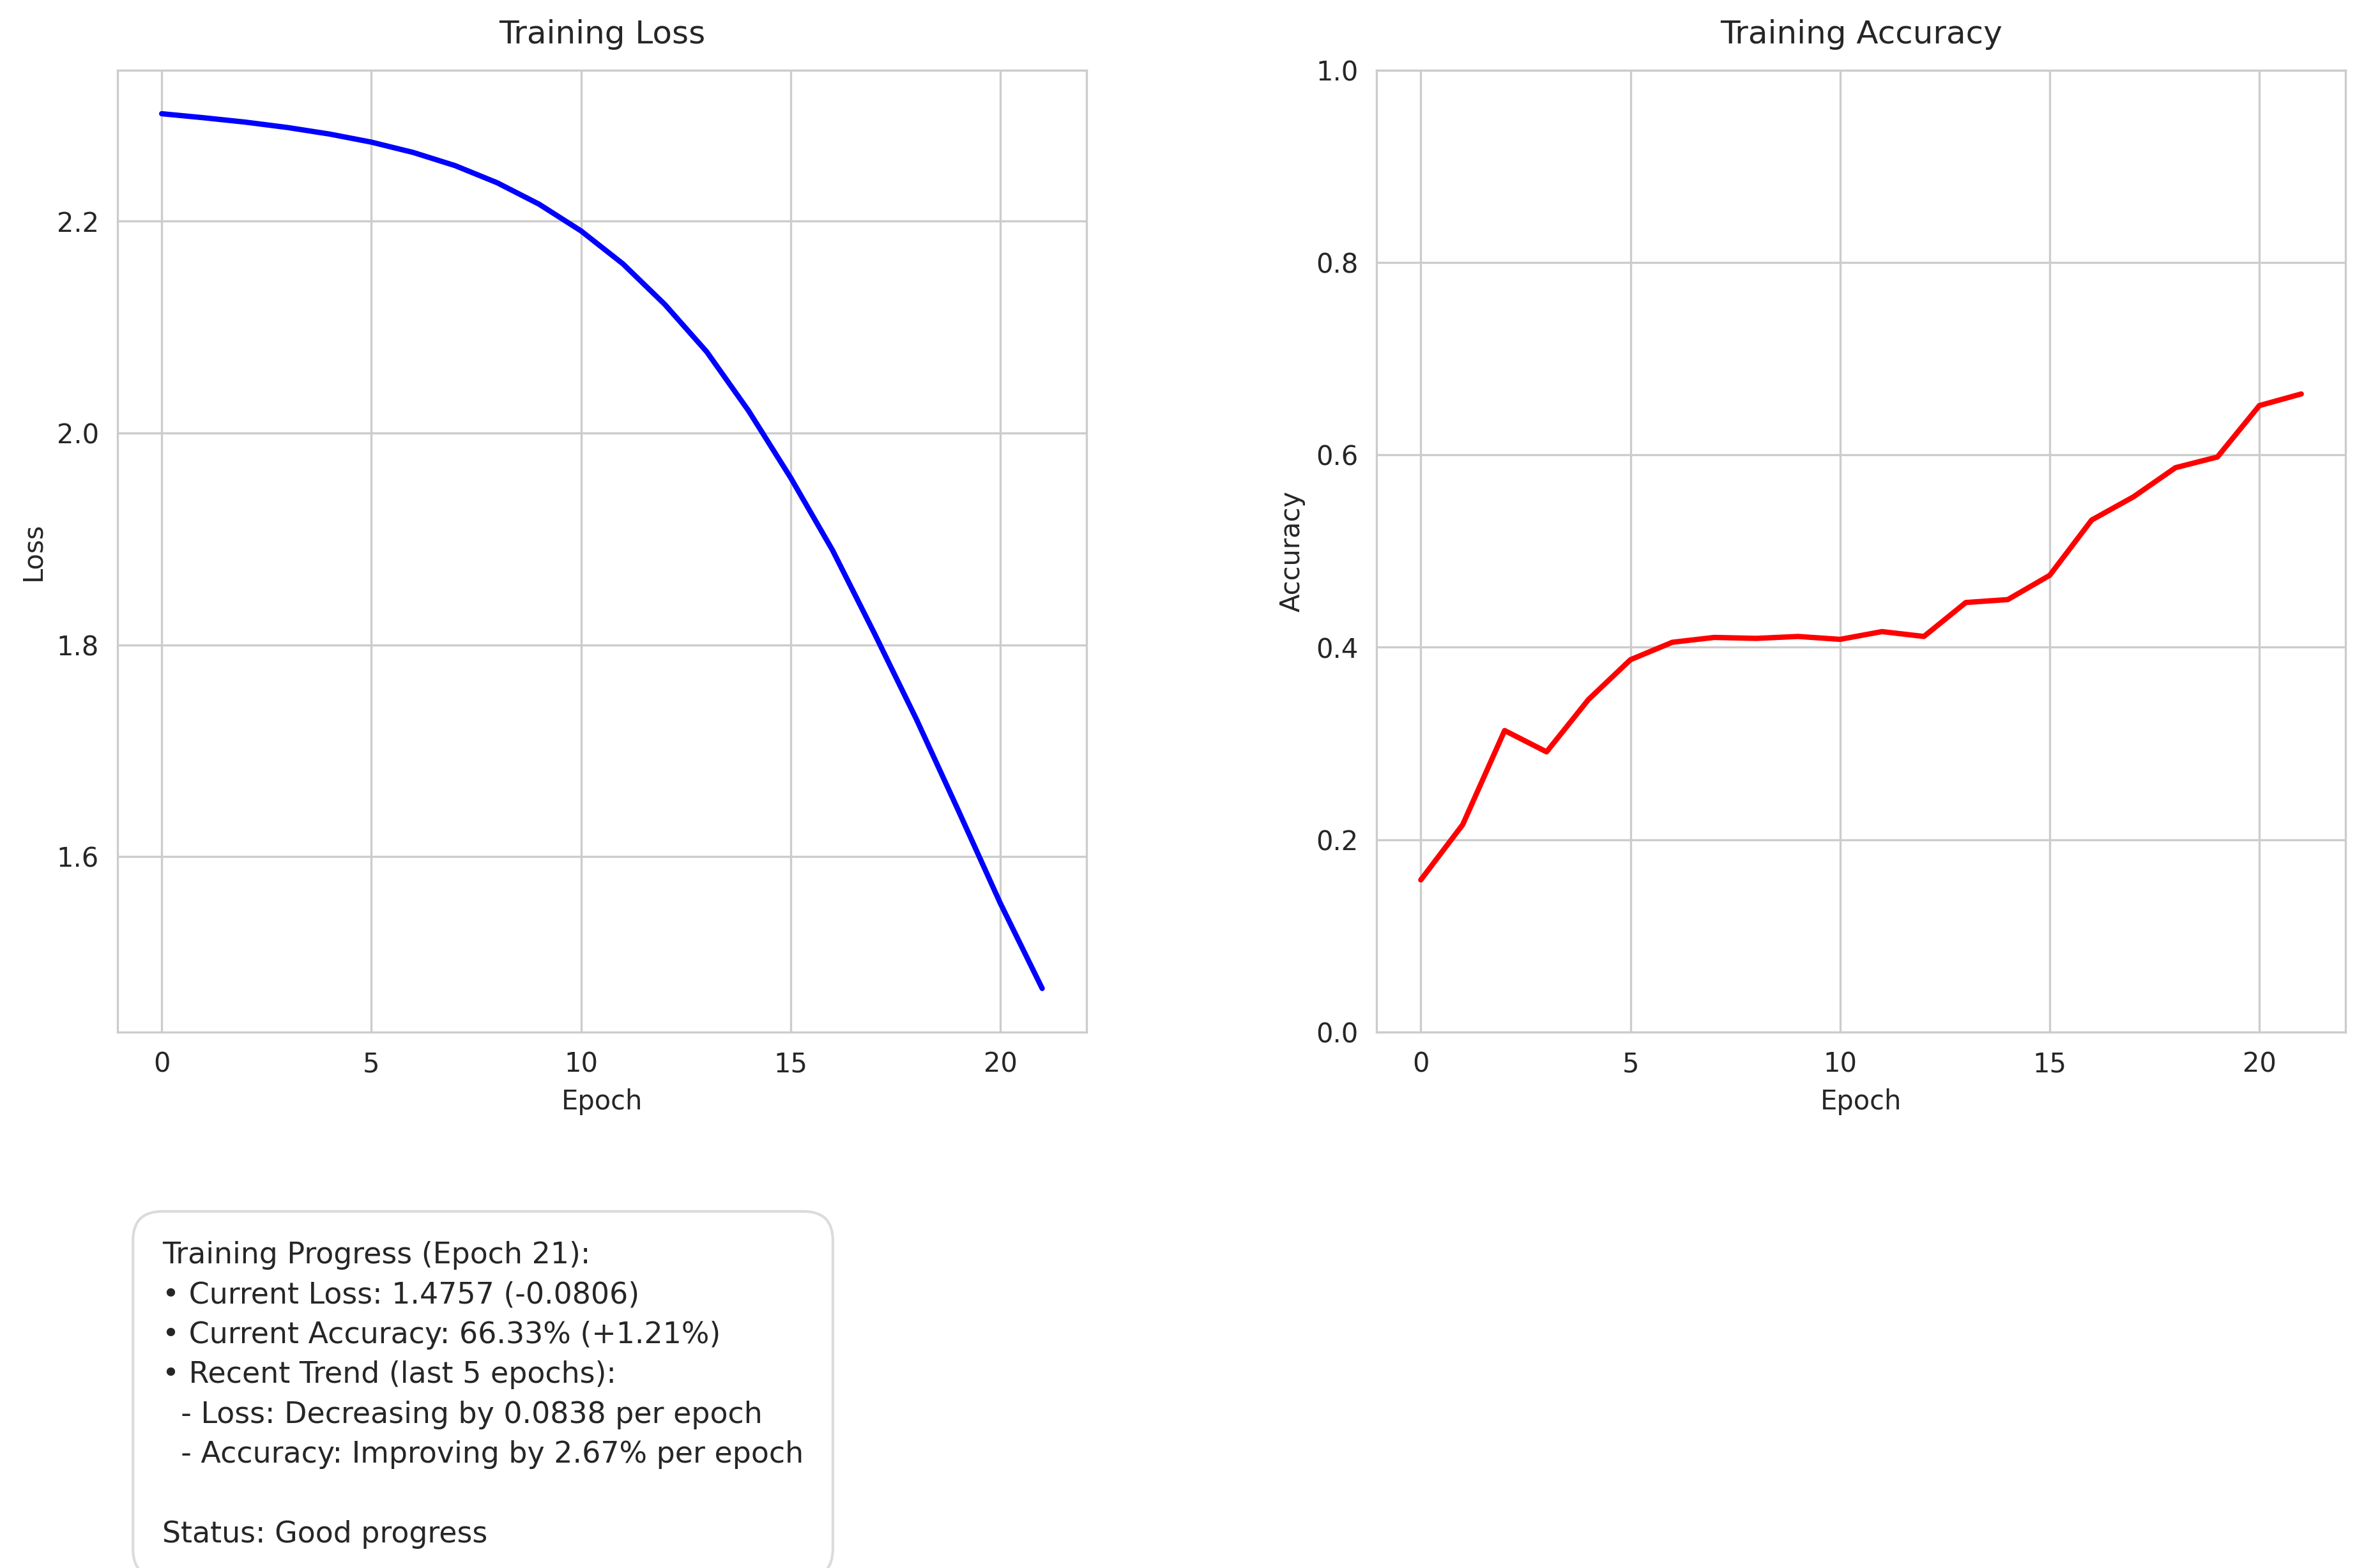 Training Loss
Loss
2.2
2.0
1.8
1.6
0 5 10 15 20
Epoch
Training Accuracy
Accuracy
1.0
0.8
0.6
0.4
0.2
0.0
0 5 10 15 20
Epoch
Training Progress (Epoch 21):
• Current Loss: 1.4757 (-0.0806)
• Current Accuracy: 66.33% (+1.21%)
• Recent Trend (last 5 epochs):
- Loss: Decreasing by 0.0838 per epoch
- Accuracy: Improving by 2.67% per epoch
Status: Good progress